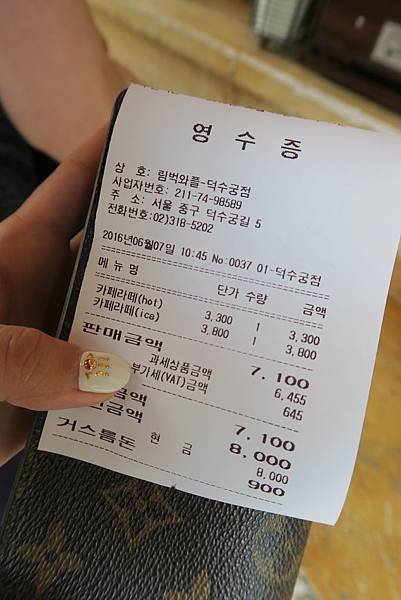 영 수 증
상 호: 림벅와플-덕수궁점
사업자번호: 211-74-98589
주 소: 서울 중구 덕수궁길 5
전화번호:02)318-5202
2016년06월07일 10:45 No:0037 01-덕수궁점
메 뉴 명 단가 수량 금액
카페라떼(hot) 3,300 1 3,300
카페라떼(ice) 3,800 1 3,800
판매금액 7,100
과세상품금액 6,455
부가세(VAT)금액 645
금액 7,100
금액 8,000
현 금 8,000
거스름돈 900